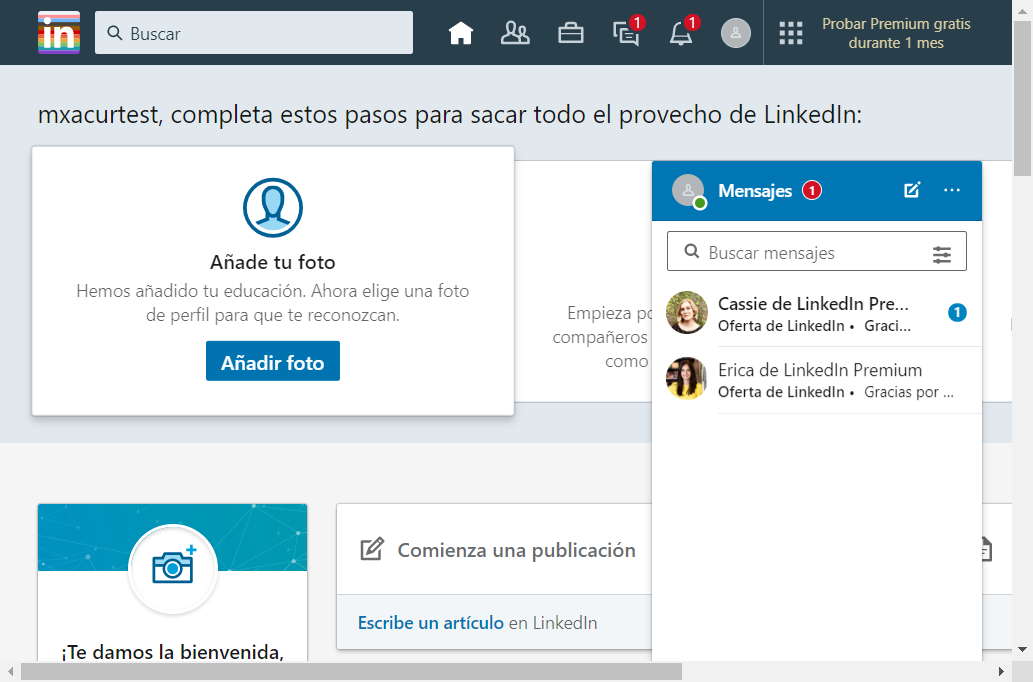 in
Buscar
1
1
Probar Premium gratis
durante 1 mes
mxacurtest, completa estos pasos para sacar todo el provecho de LinkedIn:
Añade tu foto
Hemos añadido tu educación. Ahora elige una foto
de perfil para que te reconozcan.
Añadir foto
Empieza
compañeros
como
Mensajes 1
Buscar mensajes
Cassie de LinkedIn Pre...
1
Oferta de LinkedIn • Graci...
Erica de LinkedIn Premium
Oferta de LinkedIn • Gracias por ...
Comienza una publicación
Escribe un artículo en LinkedIn
¡Te damos la bienvenida,